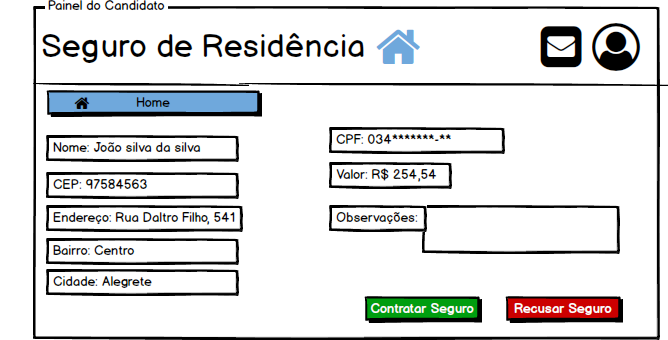 Painel do Candidato
Seguro de Residência
Home
Nome: João silva da silva
CEP: 97584563
Endereço: Rua Daltro Filho, 541
Bairro: Centro
Cidade: Alegrete
CPF: 034*******-**
Valor: R$ 254,54
Observações:
Contratar Seguro
Recusar Seguro